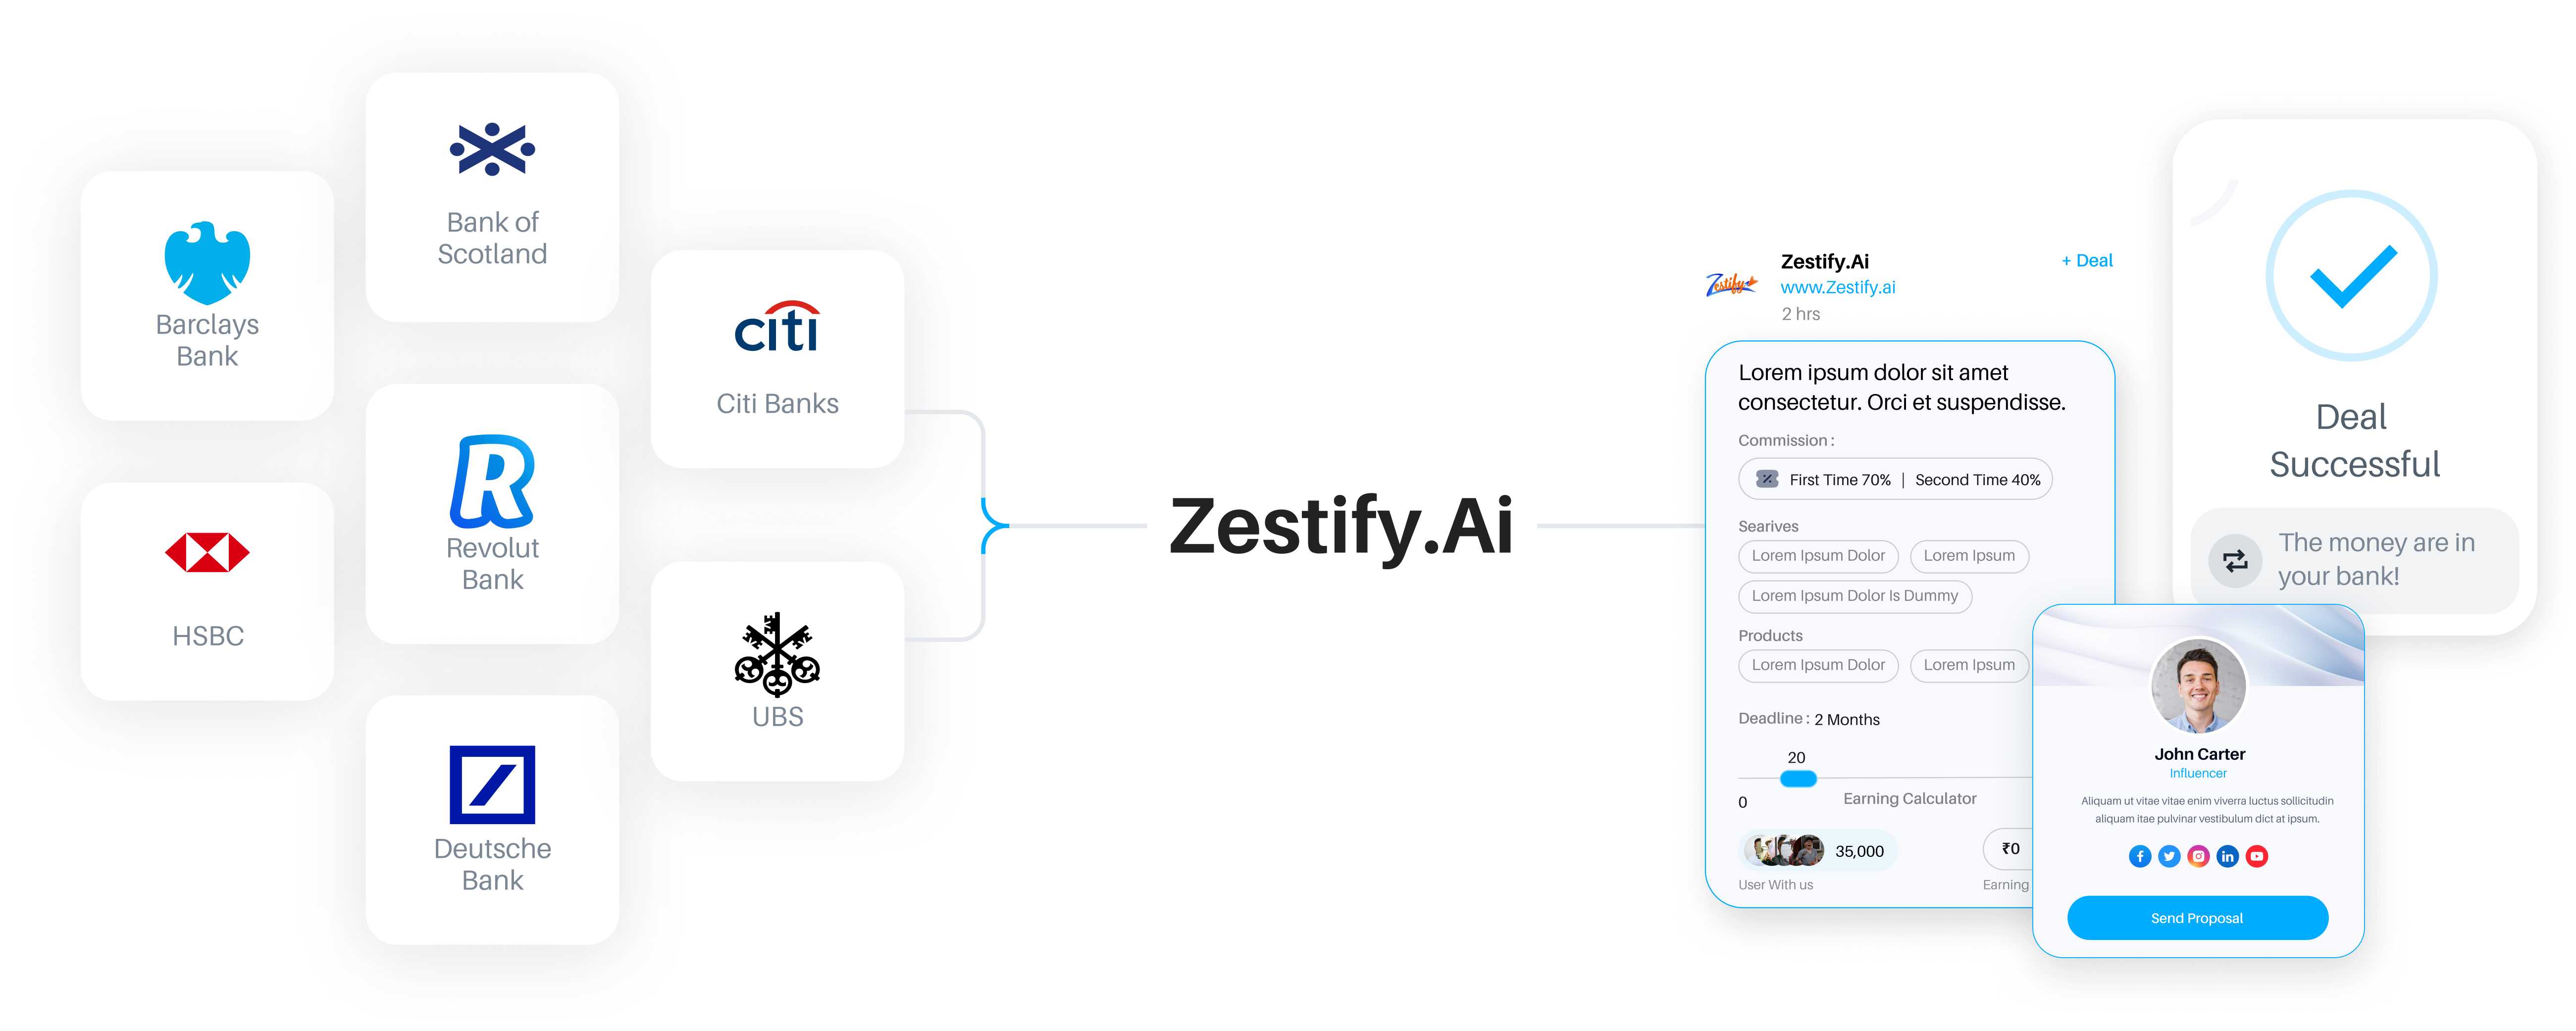 Barclays
Bank
HSBC
Bank of
Scotland
Revolut
Bank
Deutsche
Bank
citi
Citi Banks
UBS
Zestify.Ai
Zestify
Zestify.Ai
www.Zestify.ai
2 hrs
+ Deal
Lorem ipsum dolor sit amet
consectetur. Orci et suspendisse.
Commission :
First Time 70% | Second Time 40%
Searives
Lorem Ipsum Dolor
Lorem Ipsum
Lorem Ipsum Dolor Is Dummy
Products
Lorem Ipsum Dolor
Lorem Ipsum
Deadline : 2 Months
20
0
Earning Calculator
35,000
User With us
₹0
Earning
John Carter
Influencer
Aliquam ut vitae vitae enim viverra luctus sollicitudin
aliquam itae pulvinar vestibulum dict at ipsum.
Send Proposal
Deal
Successful
The money are in
your bank!